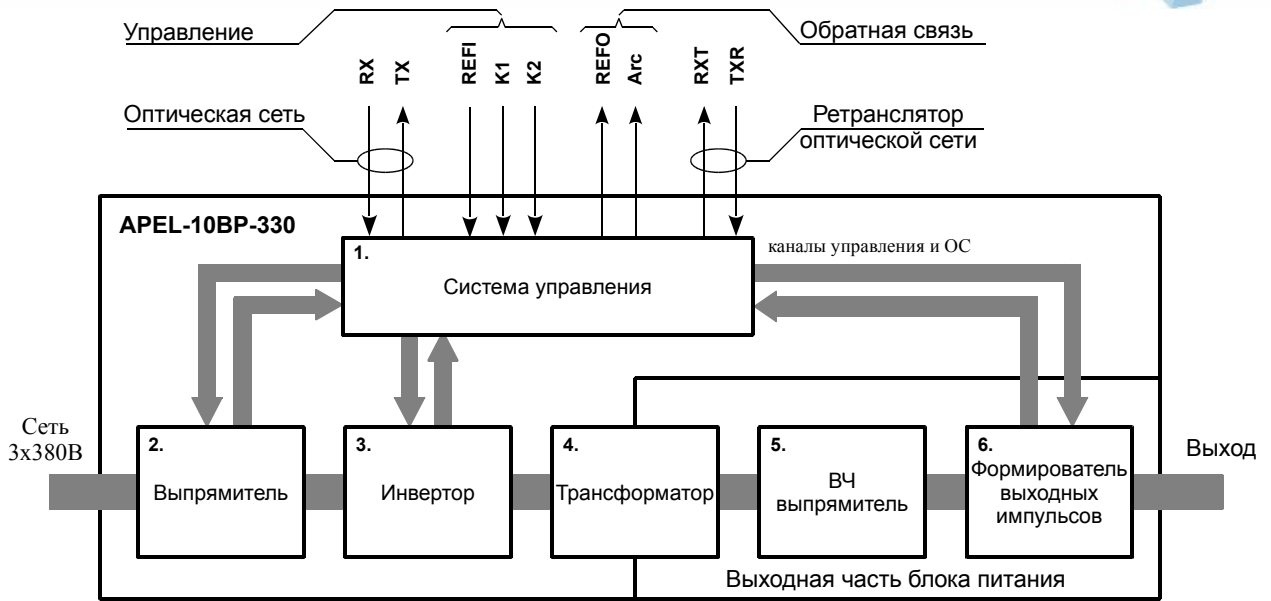 Управление
Обратная связь
RX
TX
REFI
K1
K2
REFO
Arc
RXT
TXR
Оптическая сеть
Ретранслятор
оптической сети
APEL-10BP-330
1.
Система управления
каналы управления и ОС
Сеть
3x380В
2.
Выпрямитель
3.
Инвертор
4.
Трансформатор
5.
ВЧ
выпрямитель
6.
Формирователь
выходных
импульсов
Выход
Выходная часть блока питания